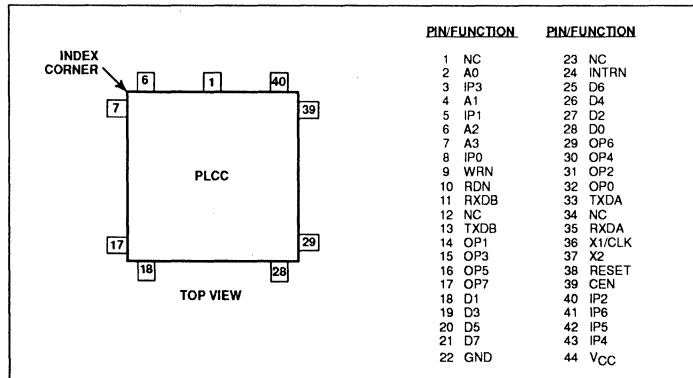 INDEX
CORNER
6
1
40
7
39
PLCC
17
29
18
28
TOP VIEW
PIN/FUNCTION PIN/FUNCTION
1 NC 23 NC
2 A0 24 INTRN
3 IP3 25 D6
4 A1 26 D4
5 IP1 27 D2
6 A2 28 D0
7 A3 29 OP6
8 IP0 30 OP4
9 WRN 31 OP2
10 RDN 32 OP0
11 RXDB 33 TXDA
12 NC 34 NC
13 TXDB 35 RXDA
14 OP1 36 X1/CLK
15 OP3 37 X2
16 OP5 38 RESET
17 OP7 39 CEN
18 D1 40 IP2
19 D3 41 IP6
20 D5 42 IP5
21 D7 43 IP4
22 GND 44 VCC